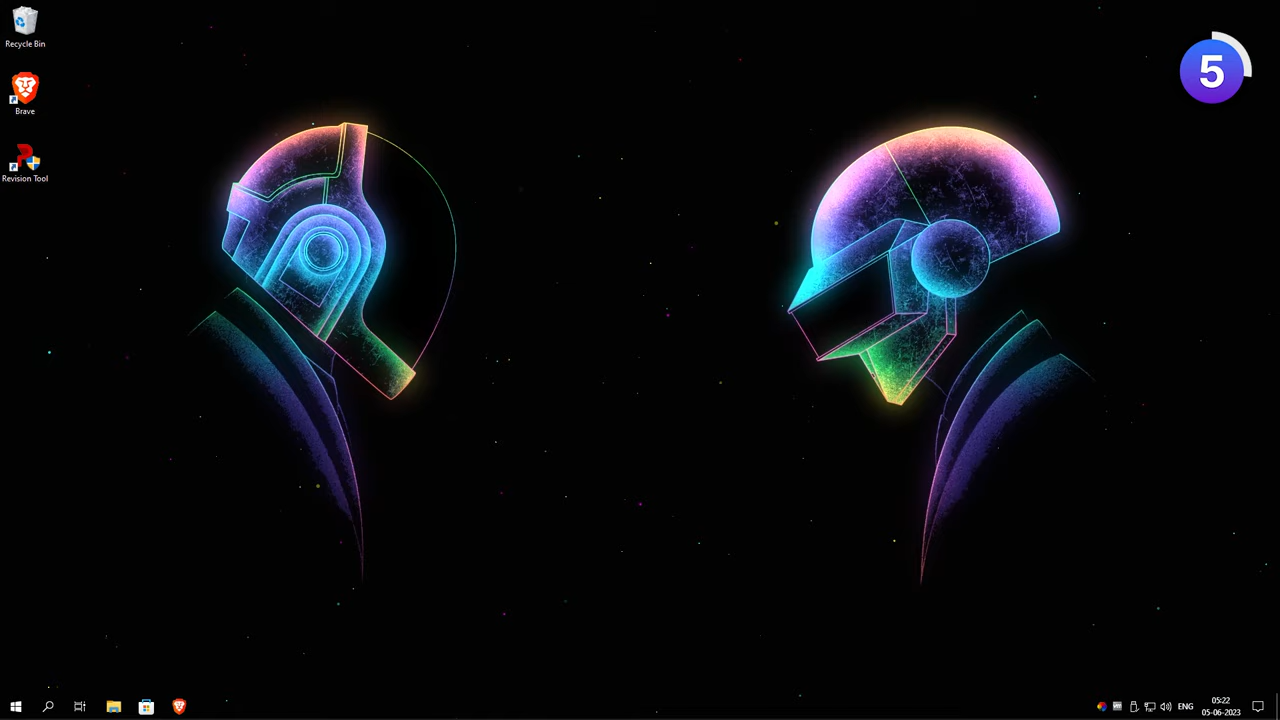 Recycle Bin
5
Brave
Revision Tool
ENG
05:22
05-06-2023